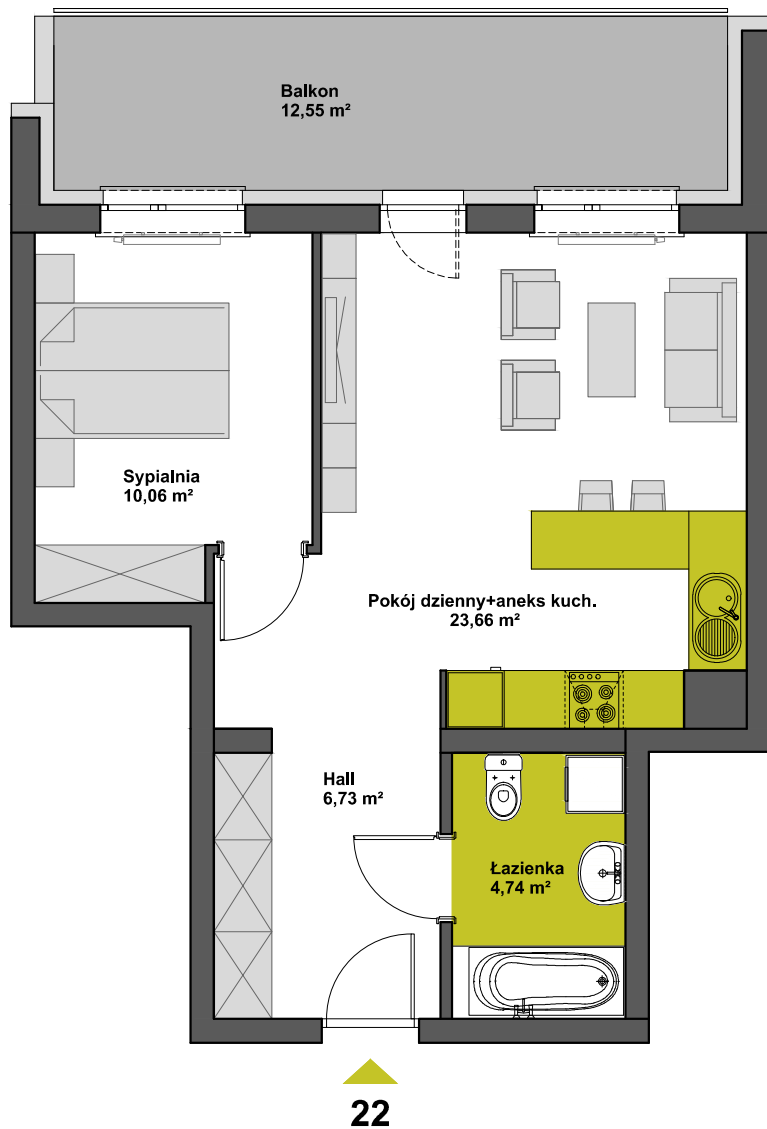 Balkon
12,55 m²
Sypialnia
10,06 m²
Pokój dzienny+aneks kuch.
23,66 m²
Hall
6,73 m²
Łazienka
4,74 m²
22